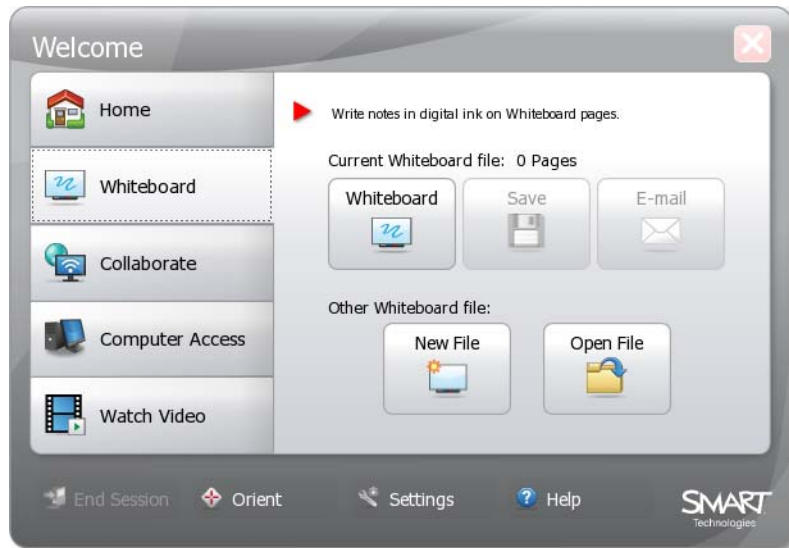 Welcome
Home
Whiteboard
Collaborate
Computer Access
Watch Video
Write notes in digital ink on Whiteboard pages.
Current Whiteboard file: 0 Pages
Whiteboard Save E-mail
Other Whiteboard file:
New File Open File
End Session Orient Settings Help
SMART
Technologies